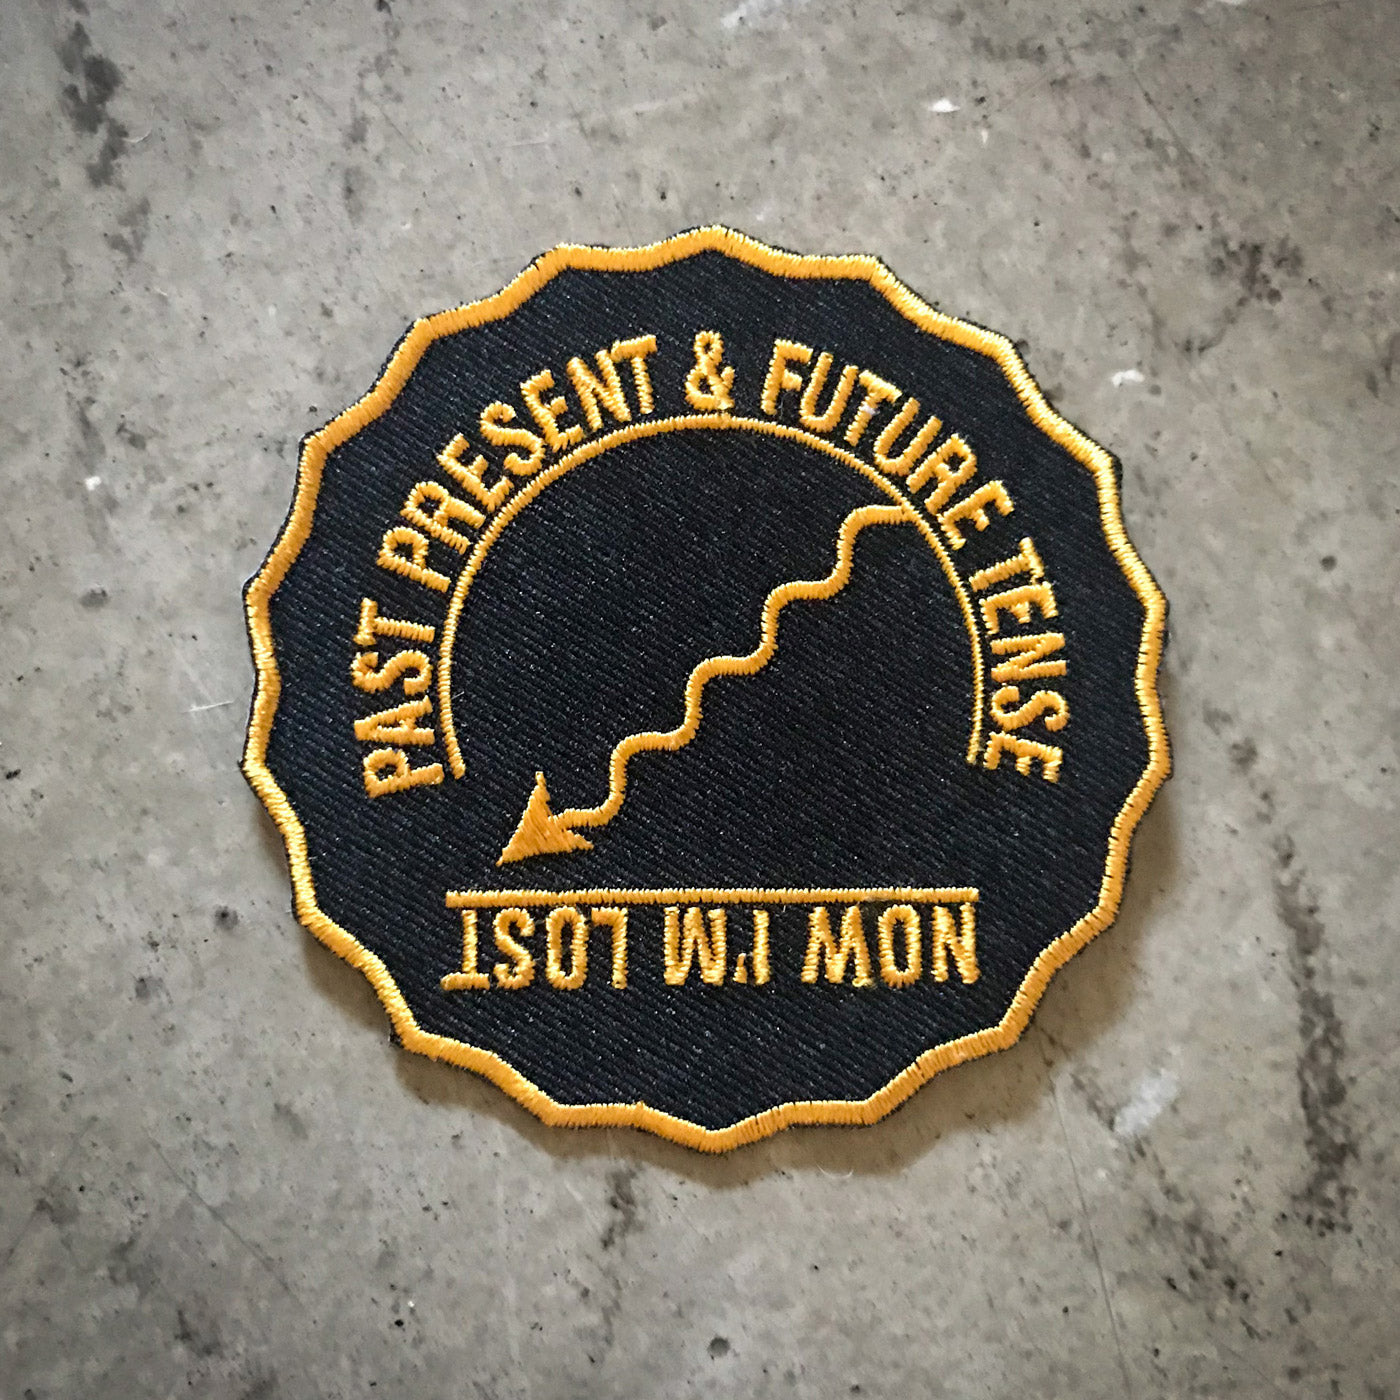 PAST PRESENT & FUTURE TENSE
NOW I'M LOST